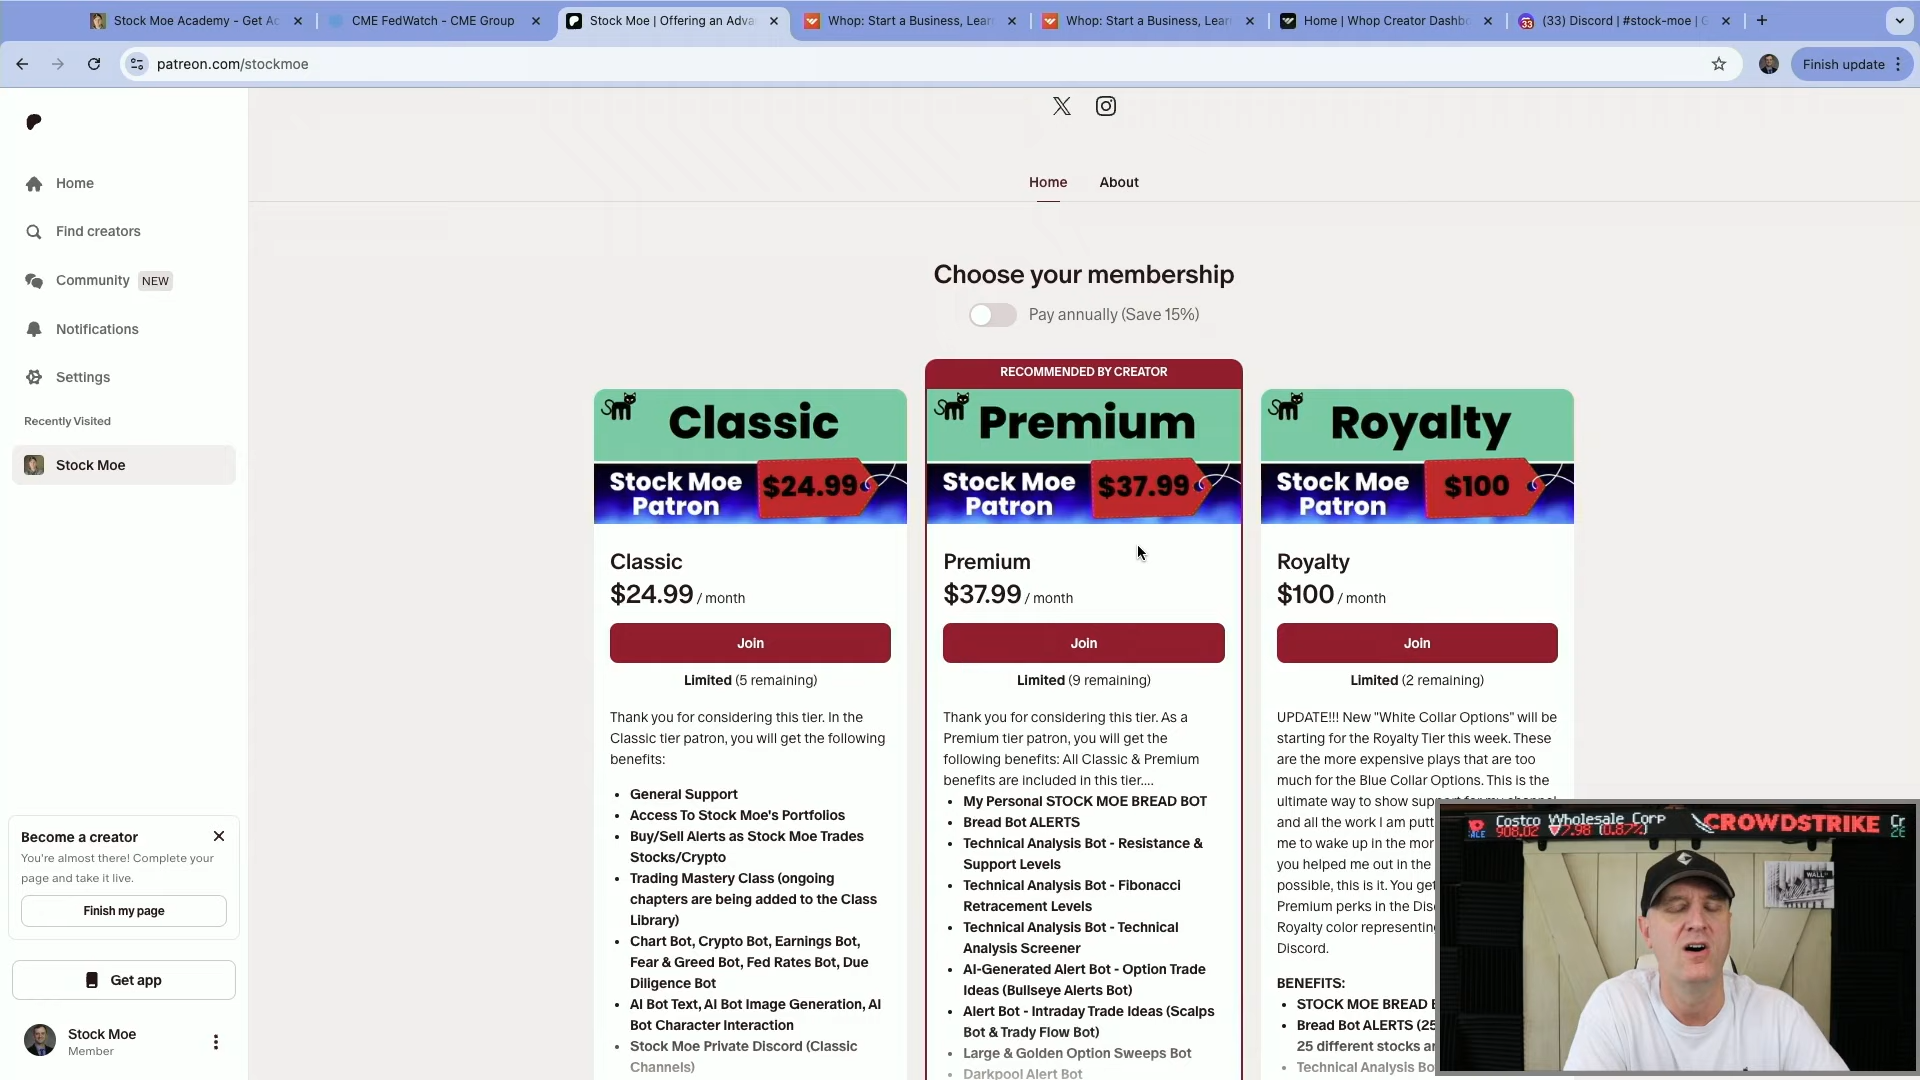 Stock Moe Academy - Get Ac
CME FedWatch - CME Group
Stock Moe | Offering an Adva
Whop: Start a Business, Lear
Whop: Start a Business, Lear
Home | Whop Creator Dashbo
(33) Discord | #stock-moe | G
patreon.com/stockmoe
Finish update
Home
Find creators
Community NEW
Notifications
Settings
Recently Visited
Stock Moe
Become a creator
You're almost there! Complete your
page and take it live.
Finish my page
Get app
Stock Moe
Member
Home
About
Choose your membership
Pay annually (Save 15%)
Classic
Stock Moe
Patron
$24.99
Classic
$24.99 / month
Join
Limited (5 remaining)
Thank you for considering this tier. In the
Classic tier patron, you will get the following
benefits:
• General Support
• Access To Stock Moe's Portfolios
• Buy/Sell Alerts as Stock Moe Trades
Stocks/Crypto
• Trading Mastery Class (ongoing
chapters are being added to the Class
Library)
• Chart Bot, Crypto Bot, Earnings Bot,
Fear & Greed Bot, Fed Rates Bot, Due
Diligence Bot
• AI Bot Text, AI Bot Image Generation, AI
Bot Character Interaction
• Stock Moe Private Discord (Classic
Channels)
RECOMMENDED BY CREATOR
Premium
Stock Moe
Patron
$37.99
Premium
$37.99 / month
Join
Limited (9 remaining)
Thank you for considering this tier. As a
Premium tier patron, you will get the
following benefits: All Classic & Premium
benefits are included in this tier....
• My Personal STOCK MOE BREAD BOT
• Bread Bot ALERTS
• Technical Analysis Bot - Resistance &
Support Levels
• Technical Analysis Bot - Fibonacci
Retracement Levels
• Technical Analysis Bot - Technical
Analysis Screener
• AI-Generated Alert Bot - Option Trade
Ideas (Bullseye Alerts Bot)
• Alert Bot - Intraday Trade Ideas (Scalps
Bot & Trady Flow Bot)
• Large & Golden Option Sweeps Bot
• Darkpool Alert Bot
Royalty
Stock Moe
Patron
$100
Royalty
$100 / month
Join
Limited (2 remaining)
UPDATE!!! New "White Collar Options" will be
starting for the Royalty Tier this week. These
are the more expensive plays that are too
much for the Blue Collar Options. This is the
ultimate way to show support for my channel
and all the work I am putt
me to wake up in the mor
you helped me out in the
possible, this is it. You get
Premium perks in the Dis
Royalty color representing
Discord.
BENEFITS:
• STOCK MOE BREAD B
• Bread Bot ALERTS (25
25 different stocks ar
• Technical Analysis Bo
Costco Wholesale Corp
908.02 ▼7.98 (0.87%)
CROWDSTRIKE
Cr
WALL